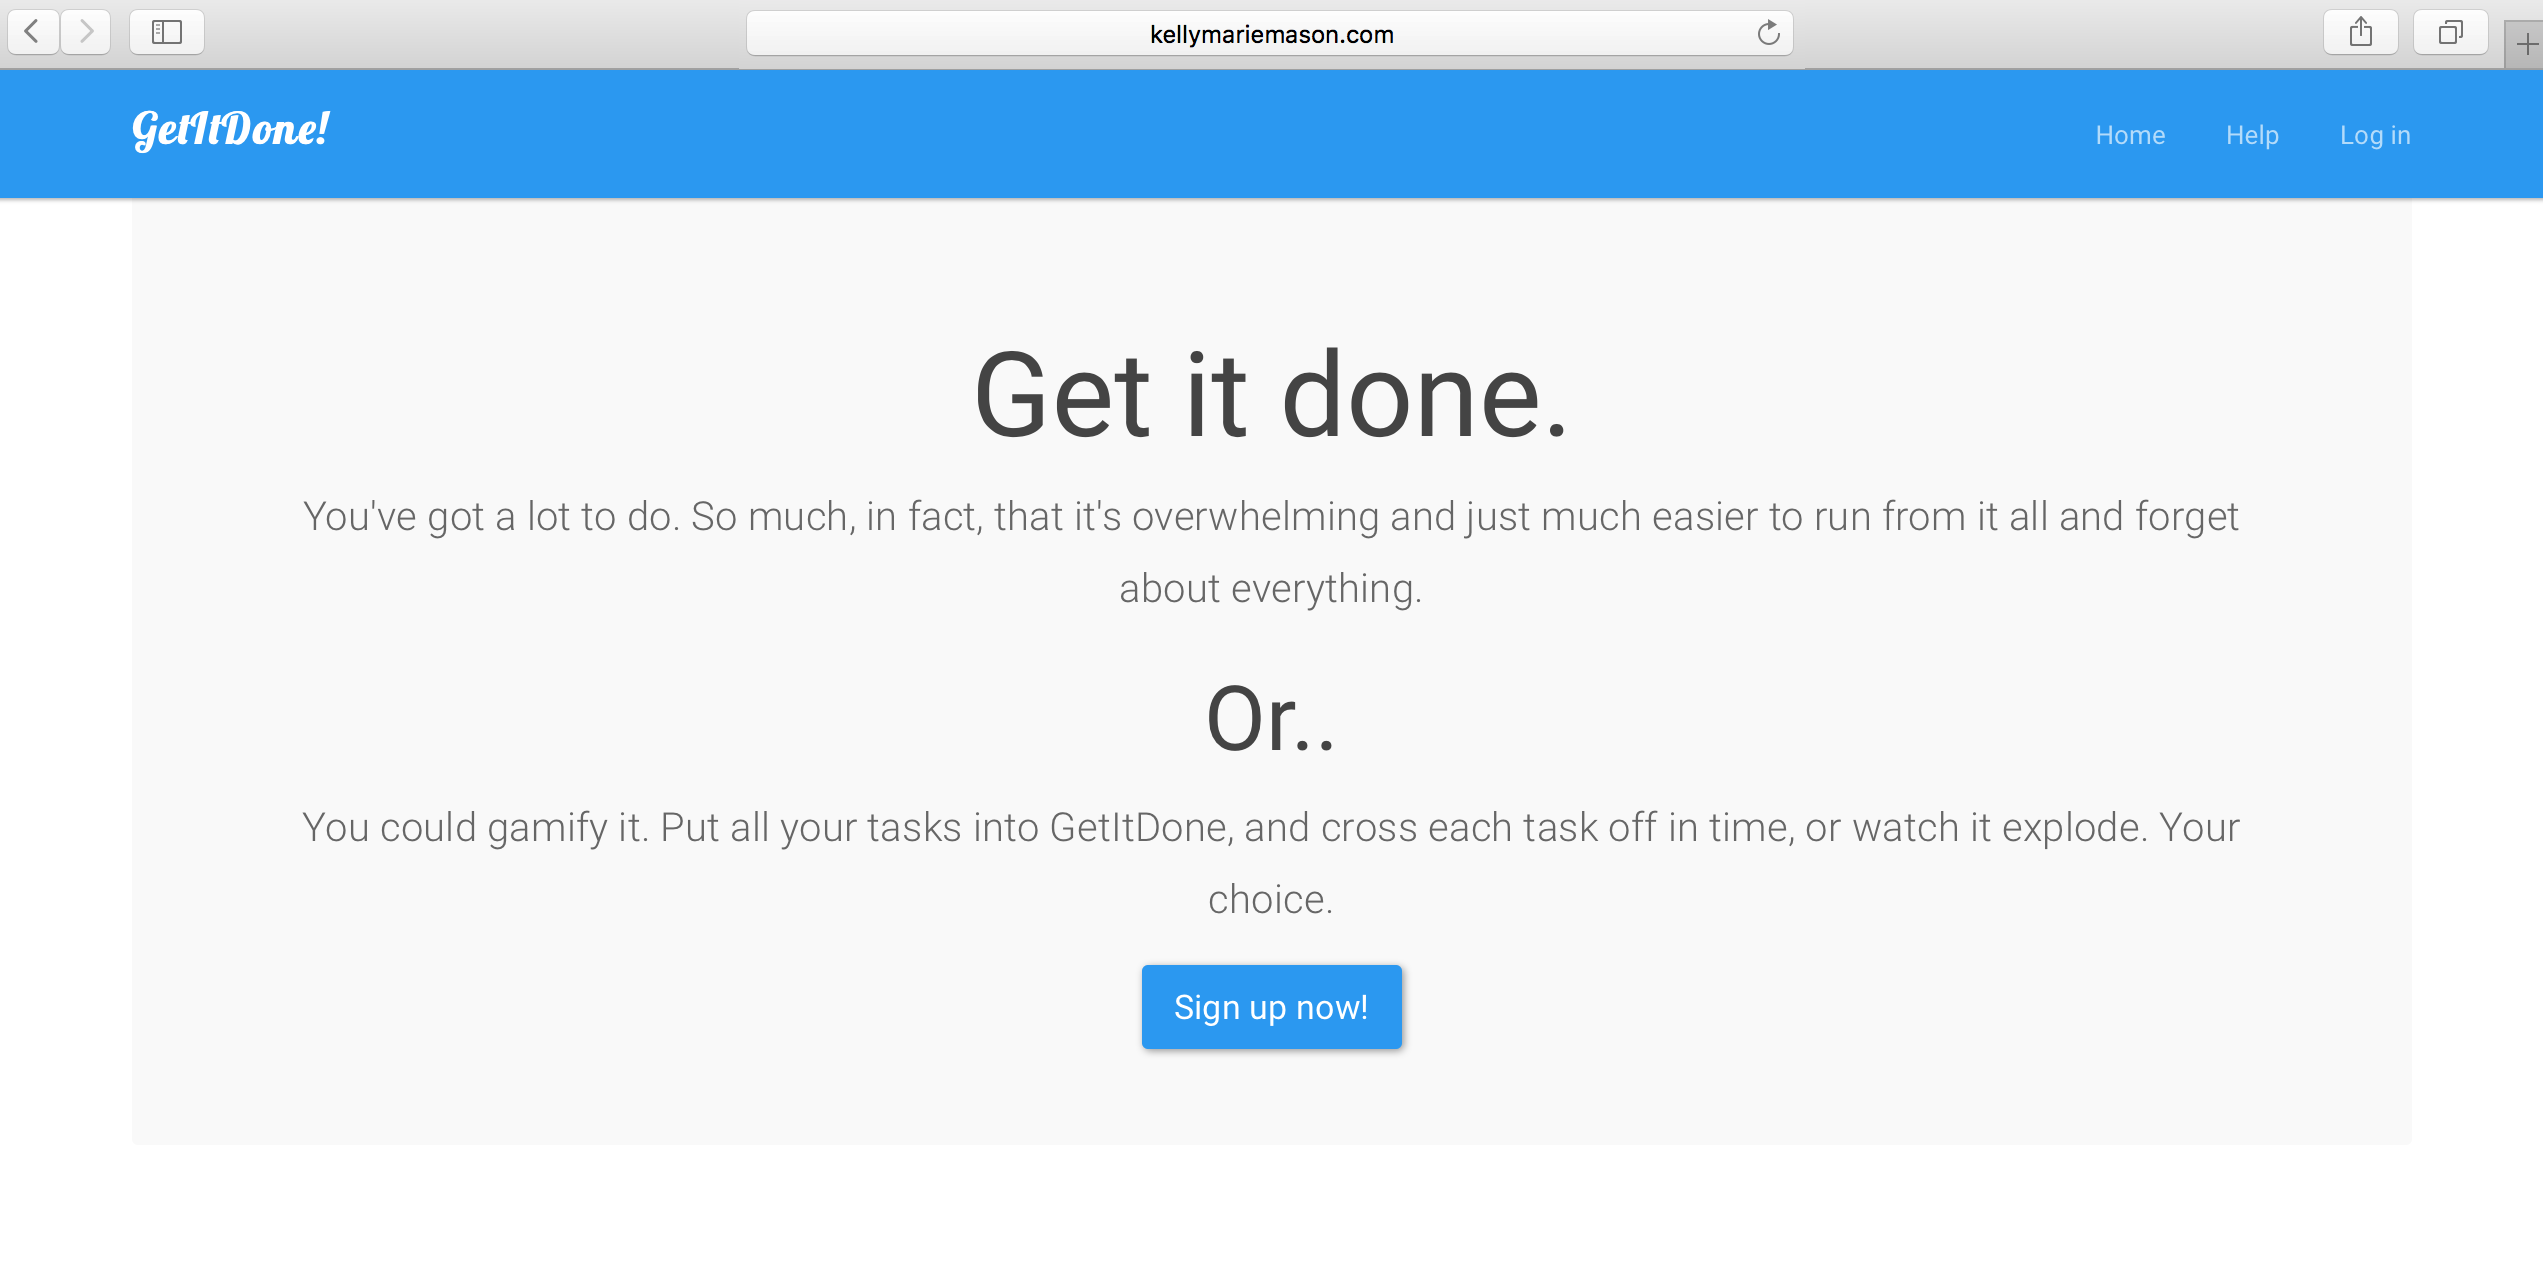 kellymariemason.com
GetItDone!
Home Help Log in
Get it done.
You've got a lot to do. So much, in fact, that it's overwhelming and just much easier to run from it all and forget
about everything.
Or..
You could gamify it. Put all your tasks into GetItDone, and cross each task off in time, or watch it explode. Your
choice.
Sign up now!